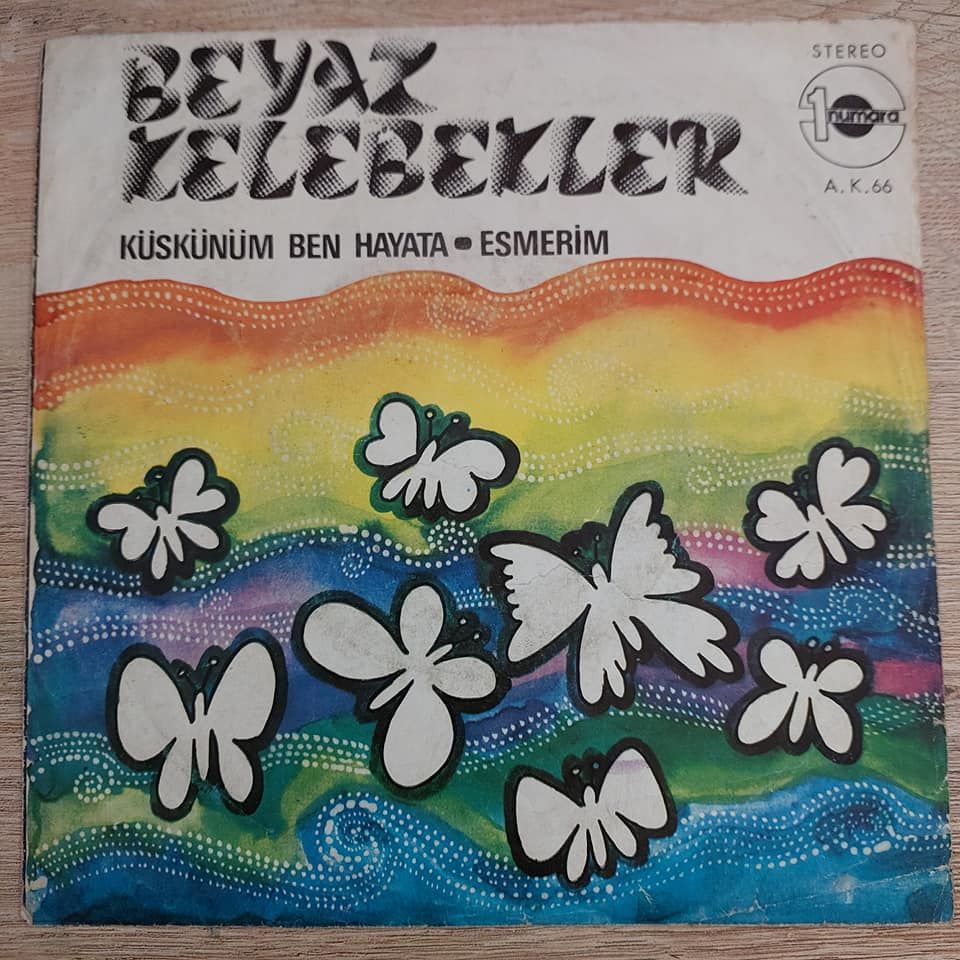 BEYAZ
KELEBEKLER
KÜSKÜNÜM BEN HAYATA • ESMERİM
STEREO
1 numara
A.K.66